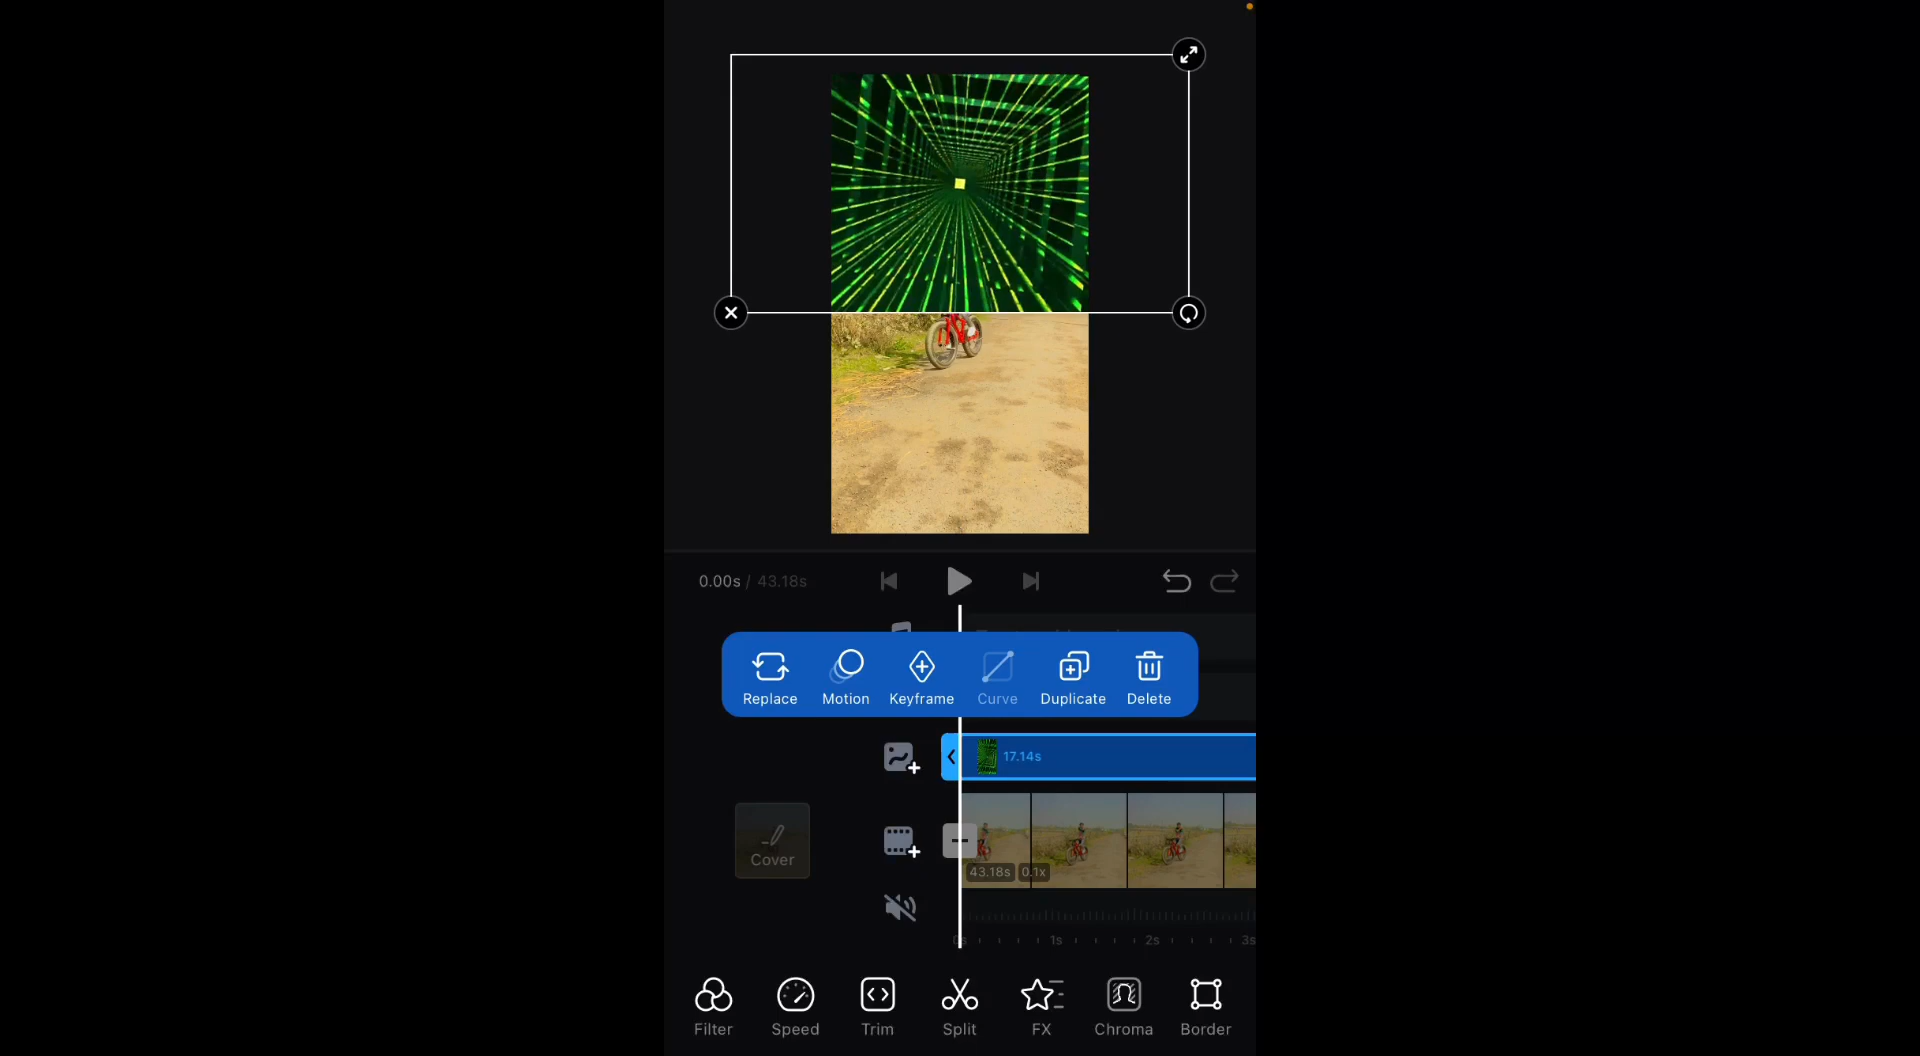 0.00s / 43.18s
Replace Motion Keyframe Curve Duplicate Delete
17.14s
Cover
43.18s 0.1x
1s 2s 3s
Filter Speed Trim Split FX Chroma Border